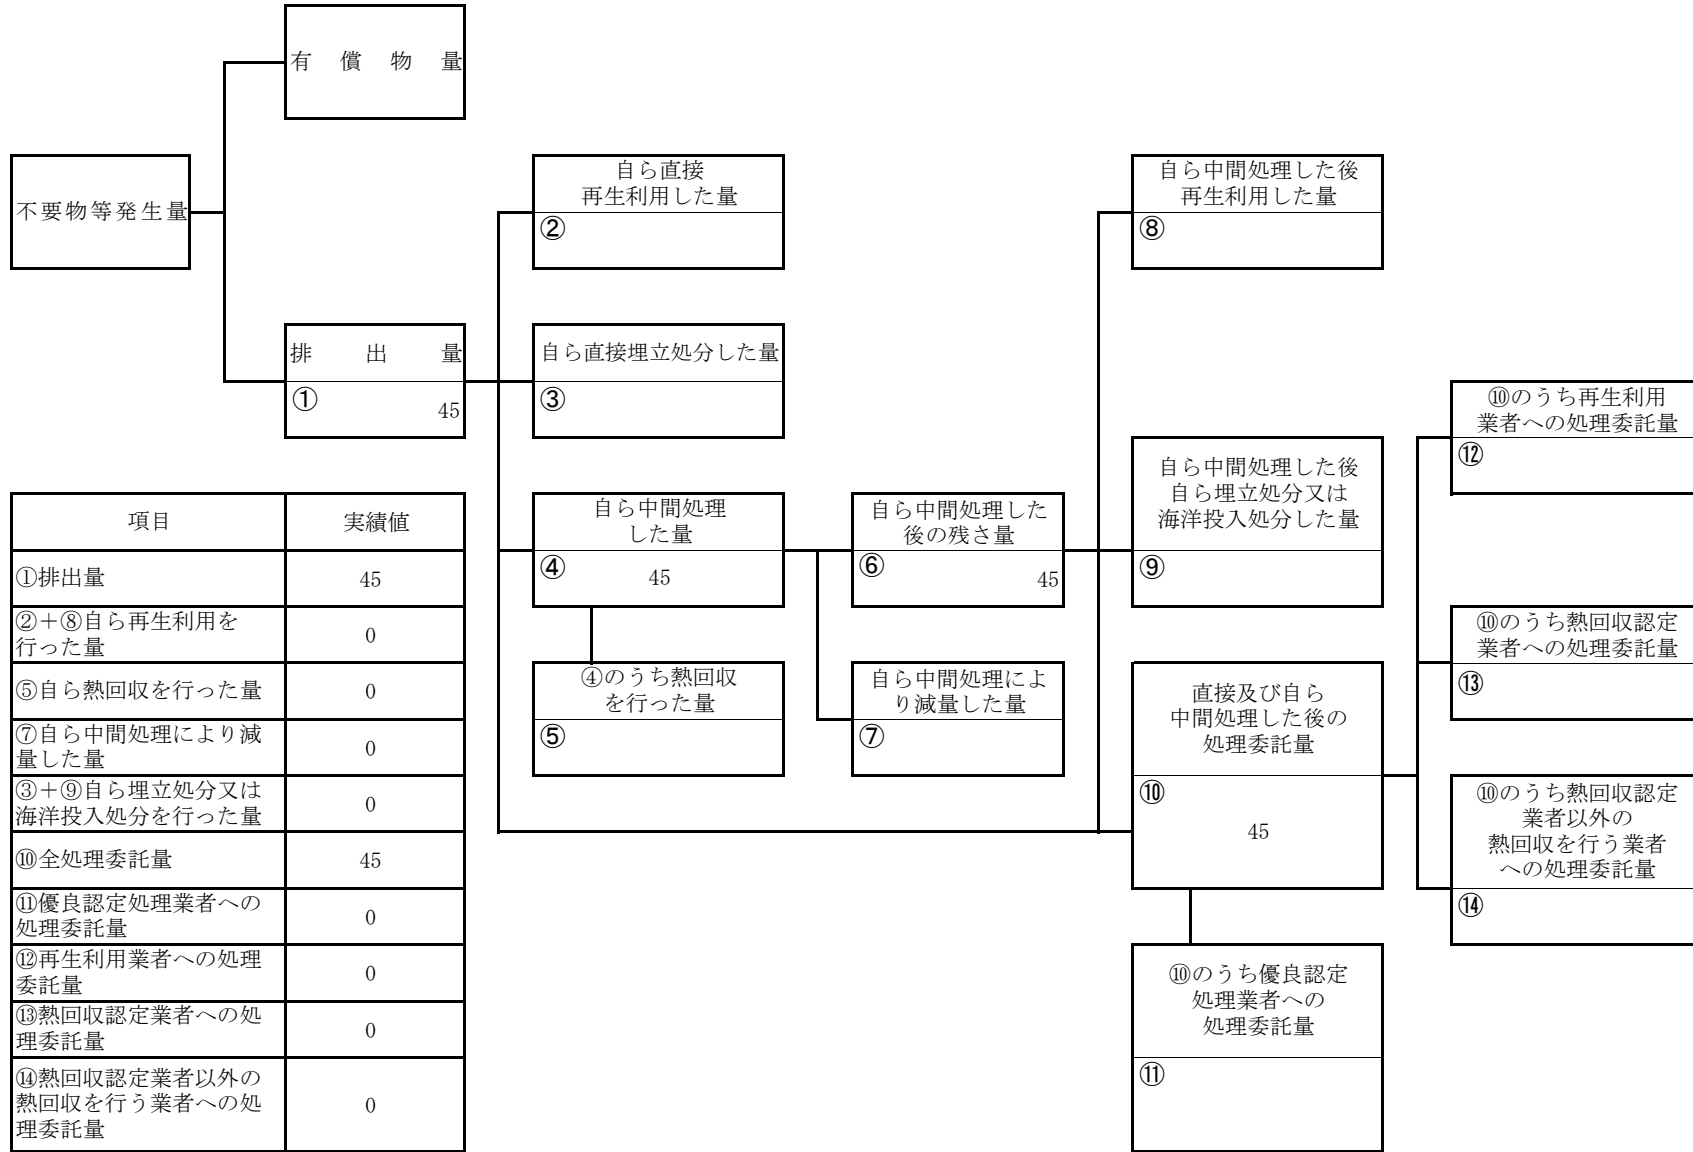 有償物量
不要物等発生量
自ら直接
再生利用した量
②
自ら中間処理した後
再生利用した量
⑧
排出量
①
45
自ら直接埋立処分した量
③
⑩のうち再生利用
業者への処理委託量
⑫
自ら中間処理
した量
④
45
自ら中間処理した
後の残さ量
⑥
45
自ら中間処理した後
自ら埋立処分又は
海洋投入処分した量
⑨
⑩のうち熱回収認定
業者への処理委託量
⑬
④のうち熱回収
を行った量
⑤
自ら中間処理によ
り減量した量
⑦
直接及び自ら
中間処理した後の
処理委託量
⑩
45
⑩のうち熱回収認定
業者以外の
熱回収を行う業者
への処理委託量
⑭
⑩のうち優良認定
処理業者への
処理委託量
⑪
項目 実績値
①排出量 45
②＋⑧自ら再生利用を
行った量
0
⑤自ら熱回収を行った量 0
⑦自ら中間処理により減
量した量
0
③＋⑨自ら埋立処分又は
海洋投入処分を行った量
0
⑩全処理委託量 45
⑪優良認定処理業者への
処理委託量
0
⑫再生利用業者への処理
委託量
0
⑬熱回収認定業者への処
理委託量
0
⑭熱回収認定業者以外の
熱回収を行う業者への処
理委託量
0